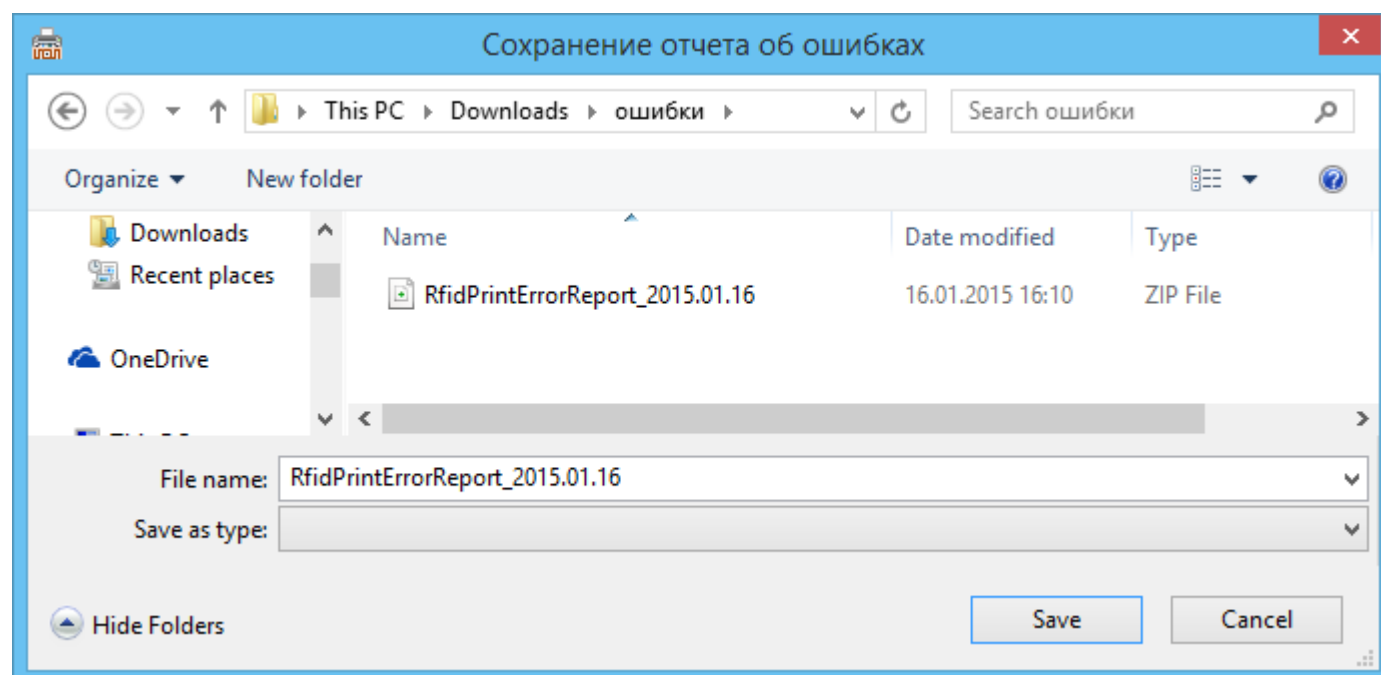 Сохранение отчета об ошибках
This PC Downloads ошибки Search ошибки
Organize New folder
Downloads
Recent places
OneDrive
Name Date modified Type
RfidPrintErrorReport_2015.01.16 16.01.2015 16:10 ZIP File
File name: RfidPrintErrorReport_2015.01.16
Save as type:
Hide Folders Save Cancel